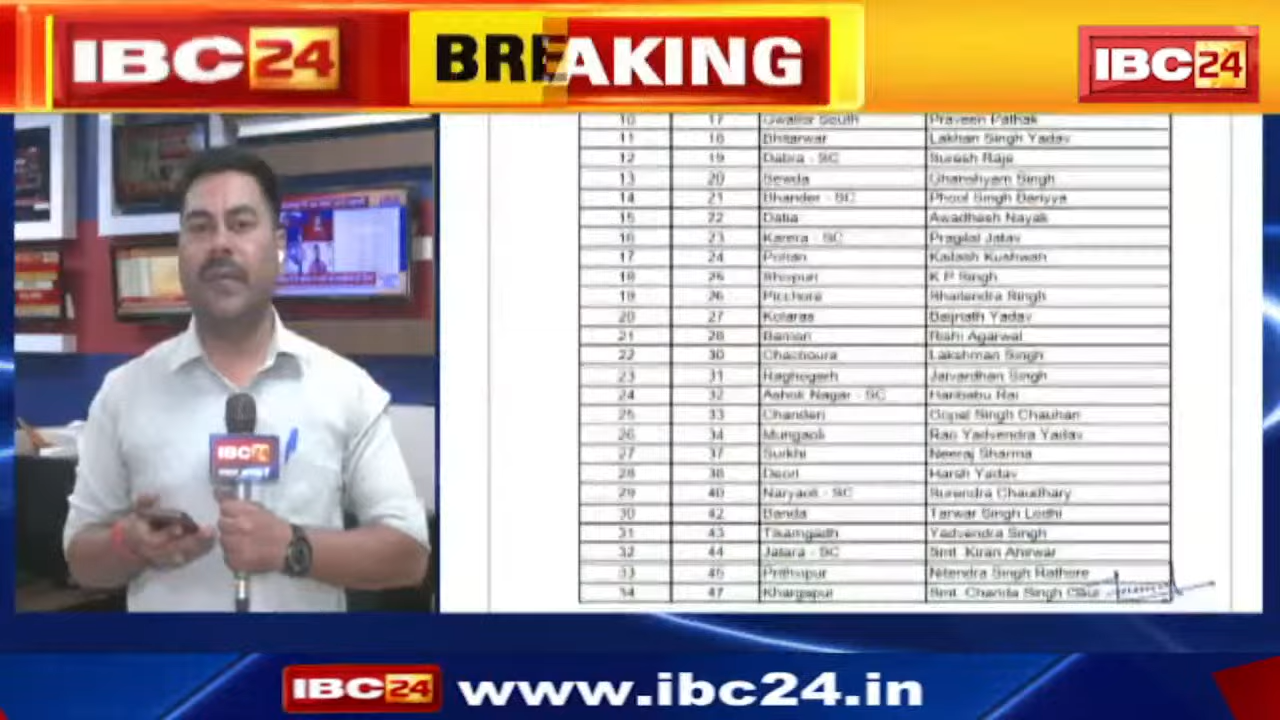 IBC24
BREAKING
IBC24
10 17 Gwalior South Praveen Pathak
11 18 Bhitarwar Lakhan Singh Yadav
12 19 Dabra - SC Suresh Raje
13 20 Sewda Ghanshyam Singh
14 21 Bhander - SC Phool Singh Bariyya
15 22 Datia Awadhesh Nayak
16 23 Karera - SC Pragilal Jatav
17 24 Pohari Kailash Kushwah
18 25 Shivpuri K P Singh
19 26 Picchore Shailendra Singh
20 27 Kolaras Baijnath Yadav
21 28 Bamori Rishi Agarwal
22 30 Chachoura Lakshman Singh
23 31 Raghogarh Jaivardhan Singh
24 32 Ashok Nagar - SC Haribabu Rai
25 33 Chanderi Gopal Singh Chauhan
26 34 Mungaoli Rao Yadvendra Yadav
27 37 Surkhi Neeraj Sharma
28 38 Deori Harsh Yadav
29 40 Naryaoli - SC Surendra Chaudhary
30 42 Banda Tarwar Singh Lodhi
31 43 Tikamgadh Yadvendra Singh
32 44 Jatara - SC Smt. Kiran Ahirwar
33 45 Prithvipur Nitendra Singh Rathore
34 47 Khargapur Smt. Chanda Singh Gaur
IBC24
IBC24 www.ibc24.in